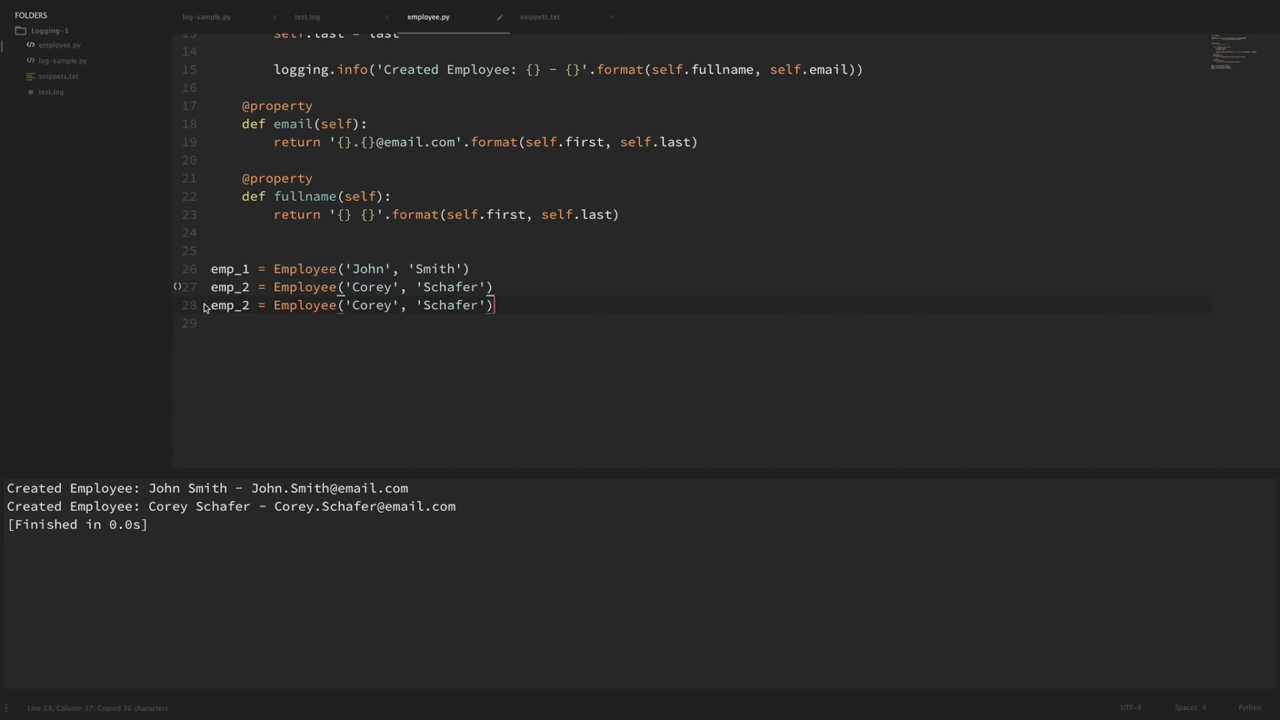 FOLDERS
Logging-1
employee.py
log-sample.py
snippets.txt
test.log
log-sample.py × test.log × employee.py snippets.txt ×
13 self.last = last
14
15 logging.info('Created Employee: {} - {}'.format(self.fullname, self.email))
16
17 @property
18 def email(self):
19 return '{}.{}@email.com'.format(self.first, self.last)
20
21 @property
22 def fullname(self):
23 return '{} {}'.format(self.first, self.last)
24
25
26 emp_1 = Employee('John', 'Smith')
()27 emp_2 = Employee('Corey', 'Schafer')
28 emp_2 = Employee('Corey', 'Schafer')
29
Created Employee: John Smith - John.Smith@email.com
Created Employee: Corey Schafer - Corey.Schafer@email.com
[Finished in 0.0s]
Line 28, Column 37; Copied 36 characters UTF-8 Spaces: 4 Python